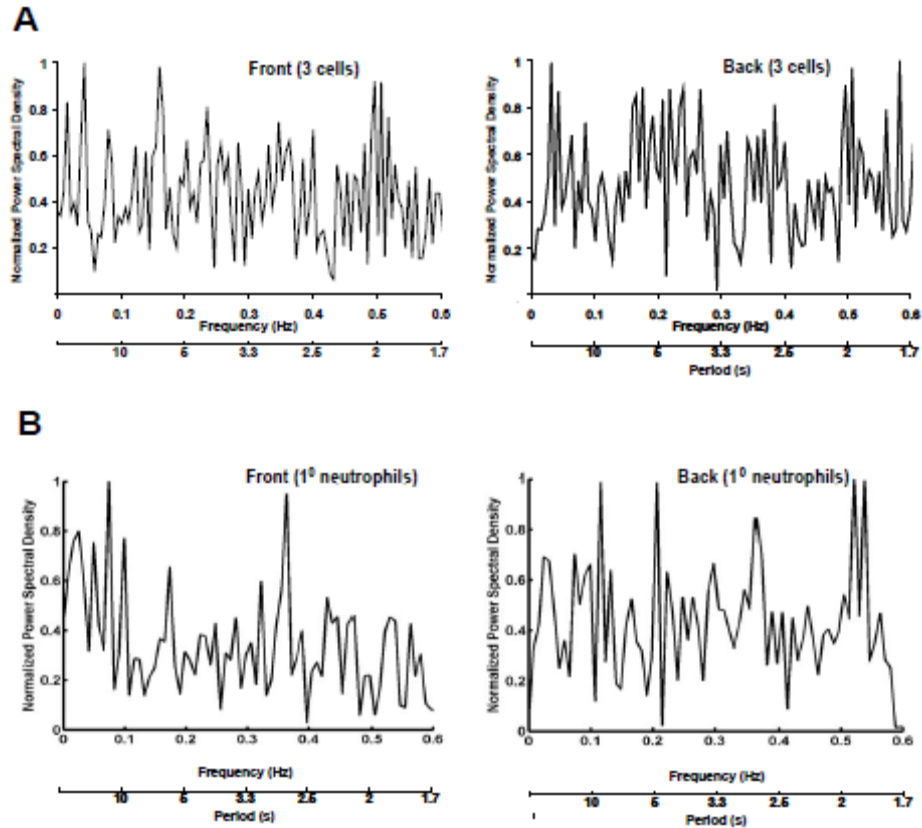 A
Front (3 cells)
Back (3 cells)
Normalized Power Spectral Density
1
0.8
0.6
0.4
0.2
0 0.1 0.2 0.3 0.4 0.5 0.6
Frequency (Hz)
10 5 3.3 2.5 2 1.7
Normalized Power Spectral Density
1
0.8
0.6
0.4
0.2
0 0.1 0.2 0.3 0.4 0.5 0.6
Frequency (Hz)
10 5 3.3 2.5 2 1.7
Period (s)
B
Front (1⁰ neutrophils)
Back (1⁰ neutrophils)
Normalized Power Spectral Density
1
0.8
0.6
0.4
0.2
0
0 0.1 0.2 0.3 0.4 0.5 0.6
Frequency (Hz)
10 5 3.3 2.5 2 1.7
Period (s)
Normalized Power Spectral Density
1
0.8
0.6
0.4
0.2
0
0 0.1 0.2 0.3 0.4 0.5 0.6
Frequency (Hz)
10 5 3.3 2.5 2 1.7
Period (s)